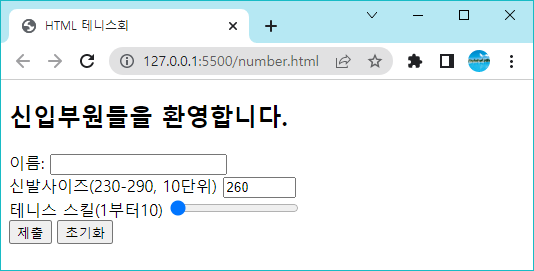 HTML 테니스회
127.0.0.1:5500/number.html
신입부원들을 환영합니다.
이름:
신발사이즈(230-290, 10단위) 260
테니스 스킬(1부터10)
제출 초기화